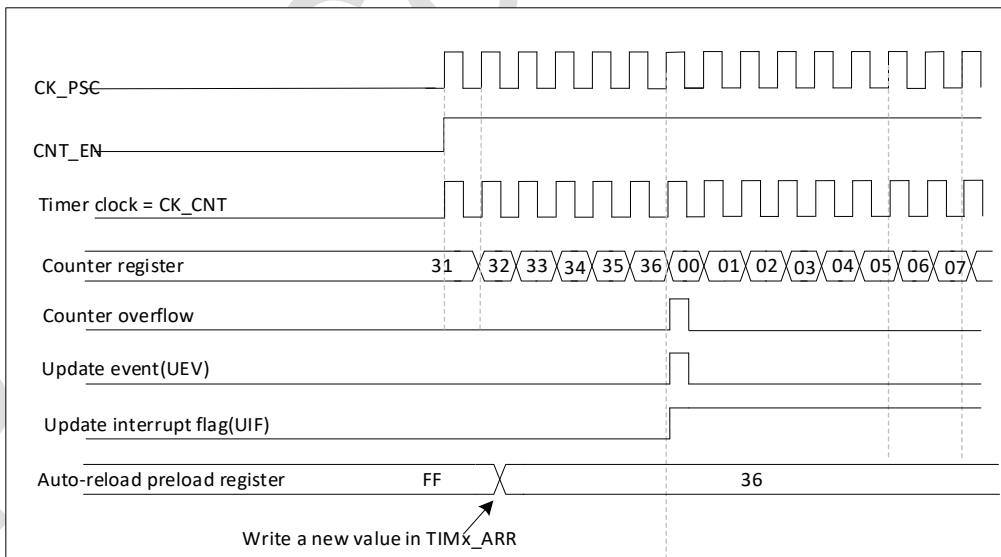 CK_PSC
CNT_EN
Timer clock = CK_CNT
Counter register 31 32 33 34 35 36 00 01 02 03 04 05 06 07
Counter overflow
Update event(UEV)
Update interrupt flag(UIF)
Auto-reload preload register FF 36
Write a new value in TIMx_ARR